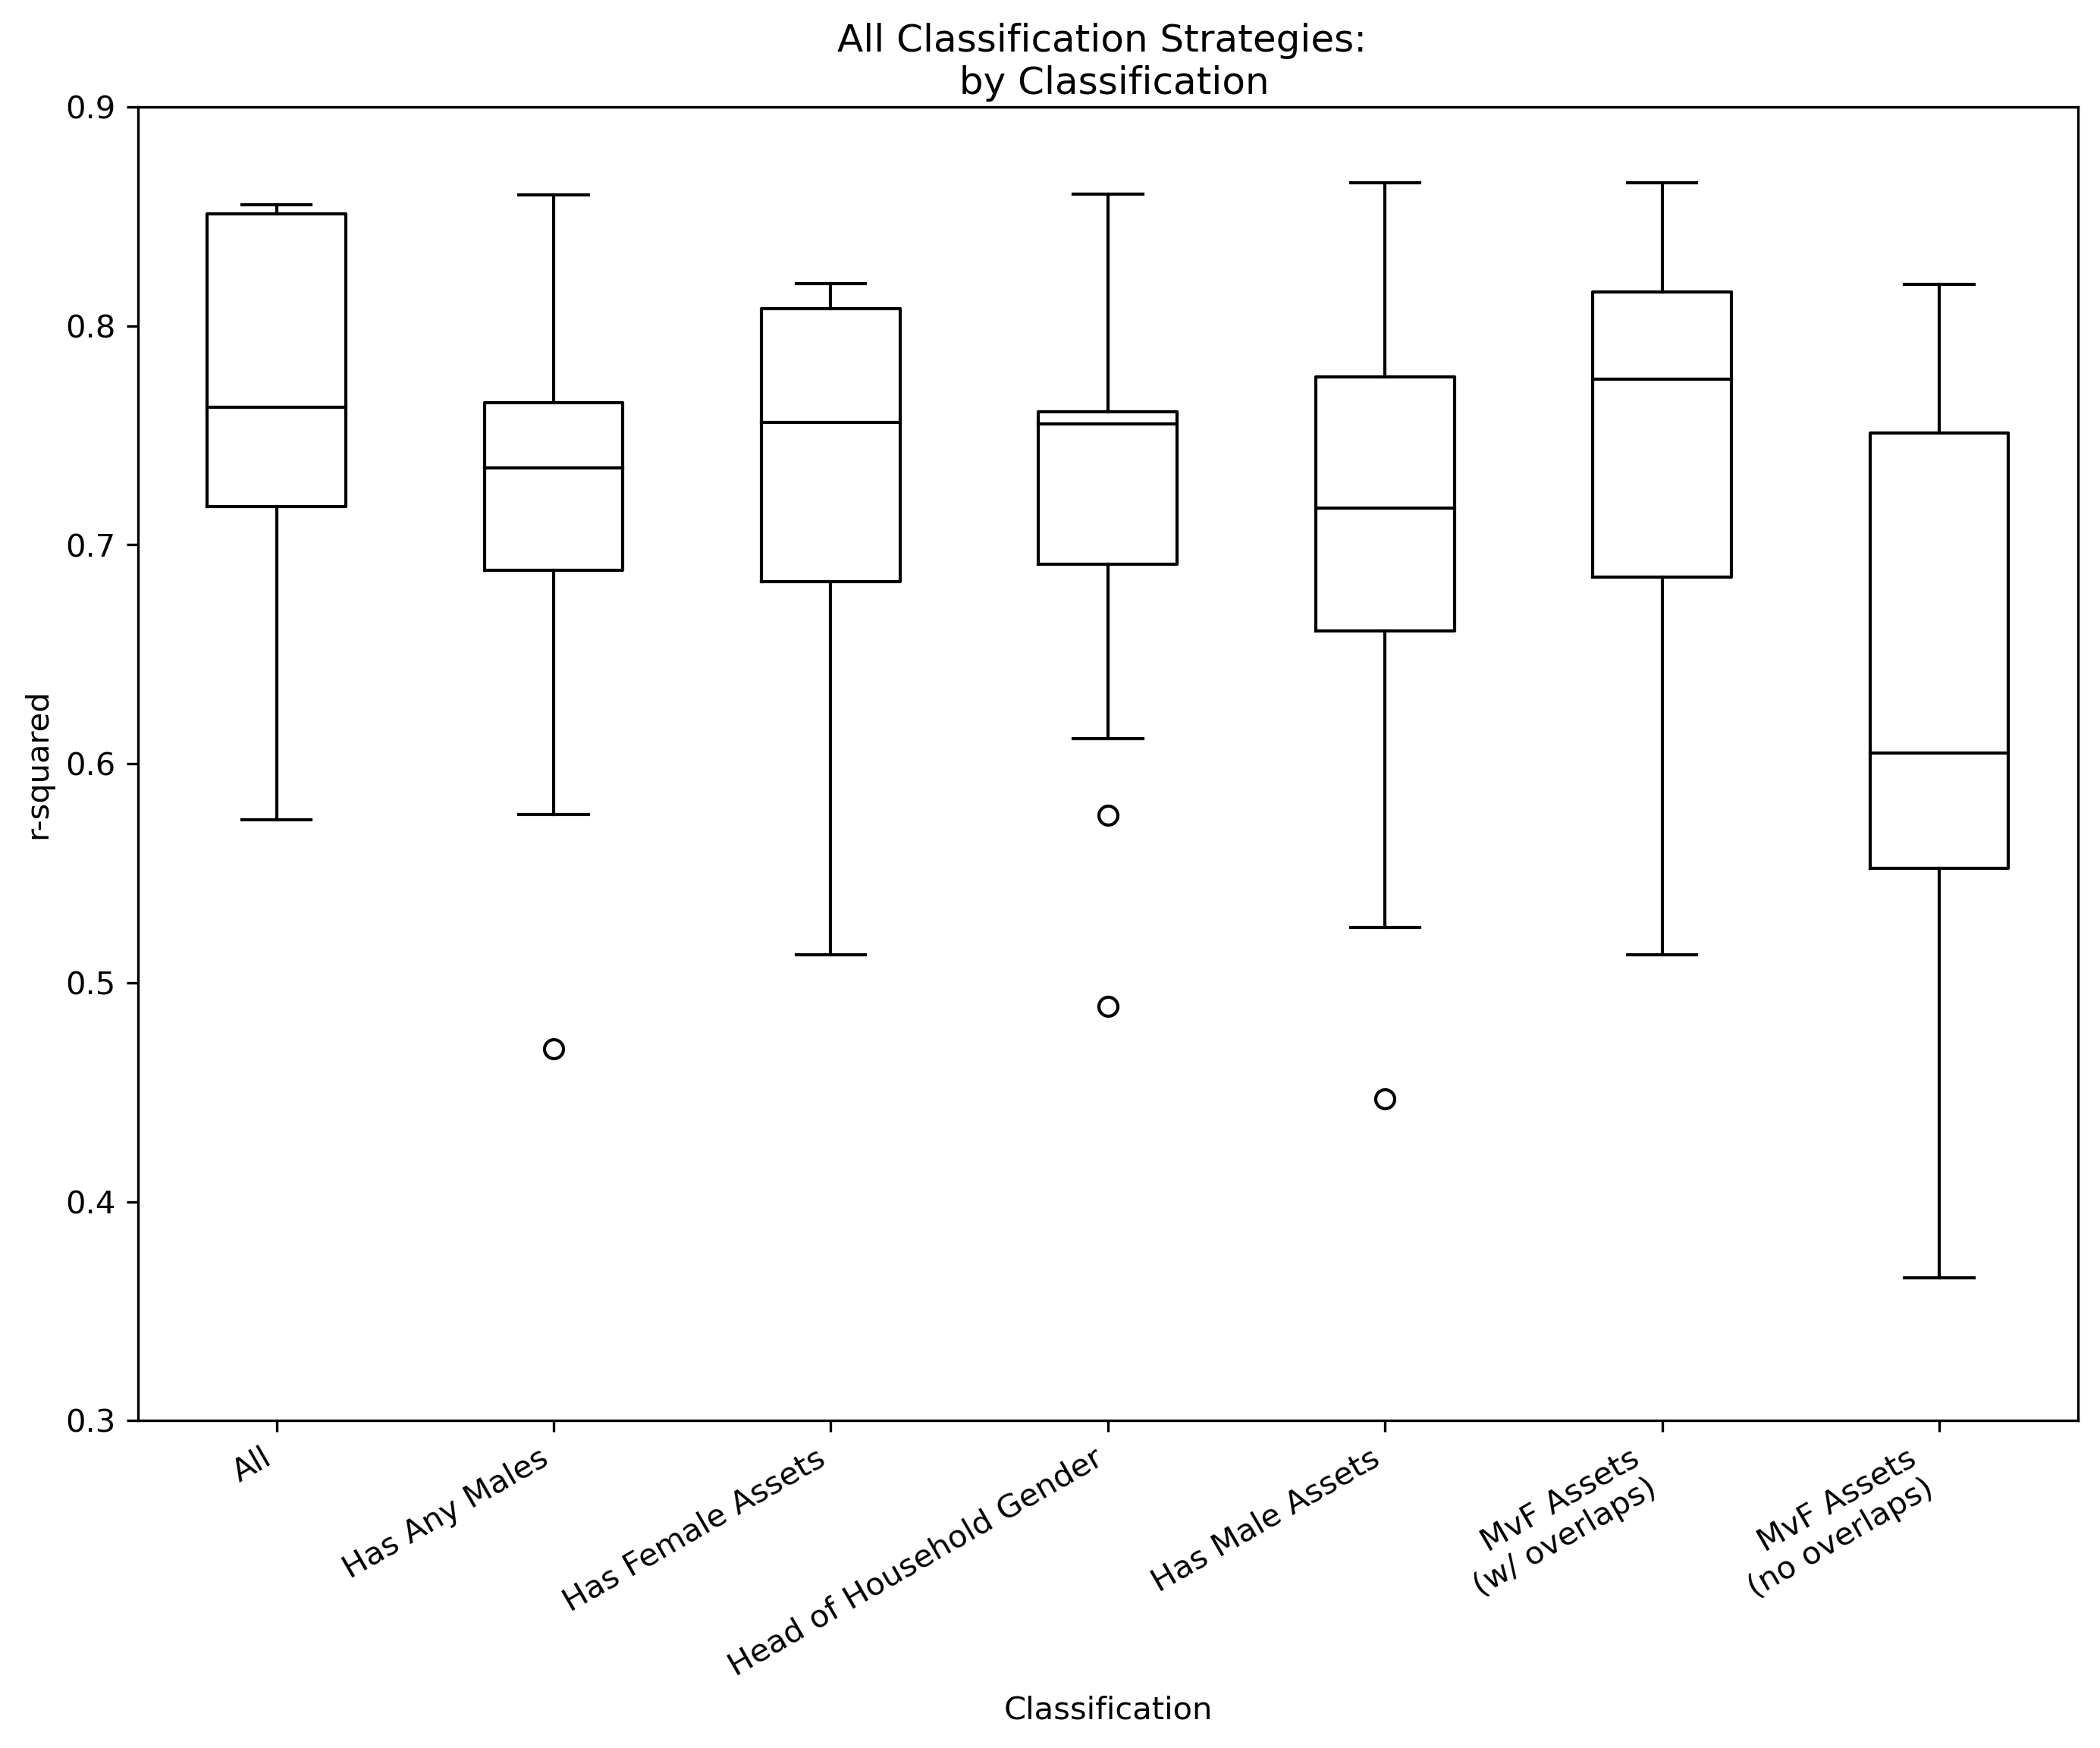 All Classification Strategies:
by Classification
0.9
0.8
0.7
0.6
0.5
0.4
0.3
r-squared
All
Has Any Males
Has Female Assets
Head of Household Gender
Has Male Assets
MvF Assets
(w/ overlaps)
MvF Assets
(no overlaps)
Classification